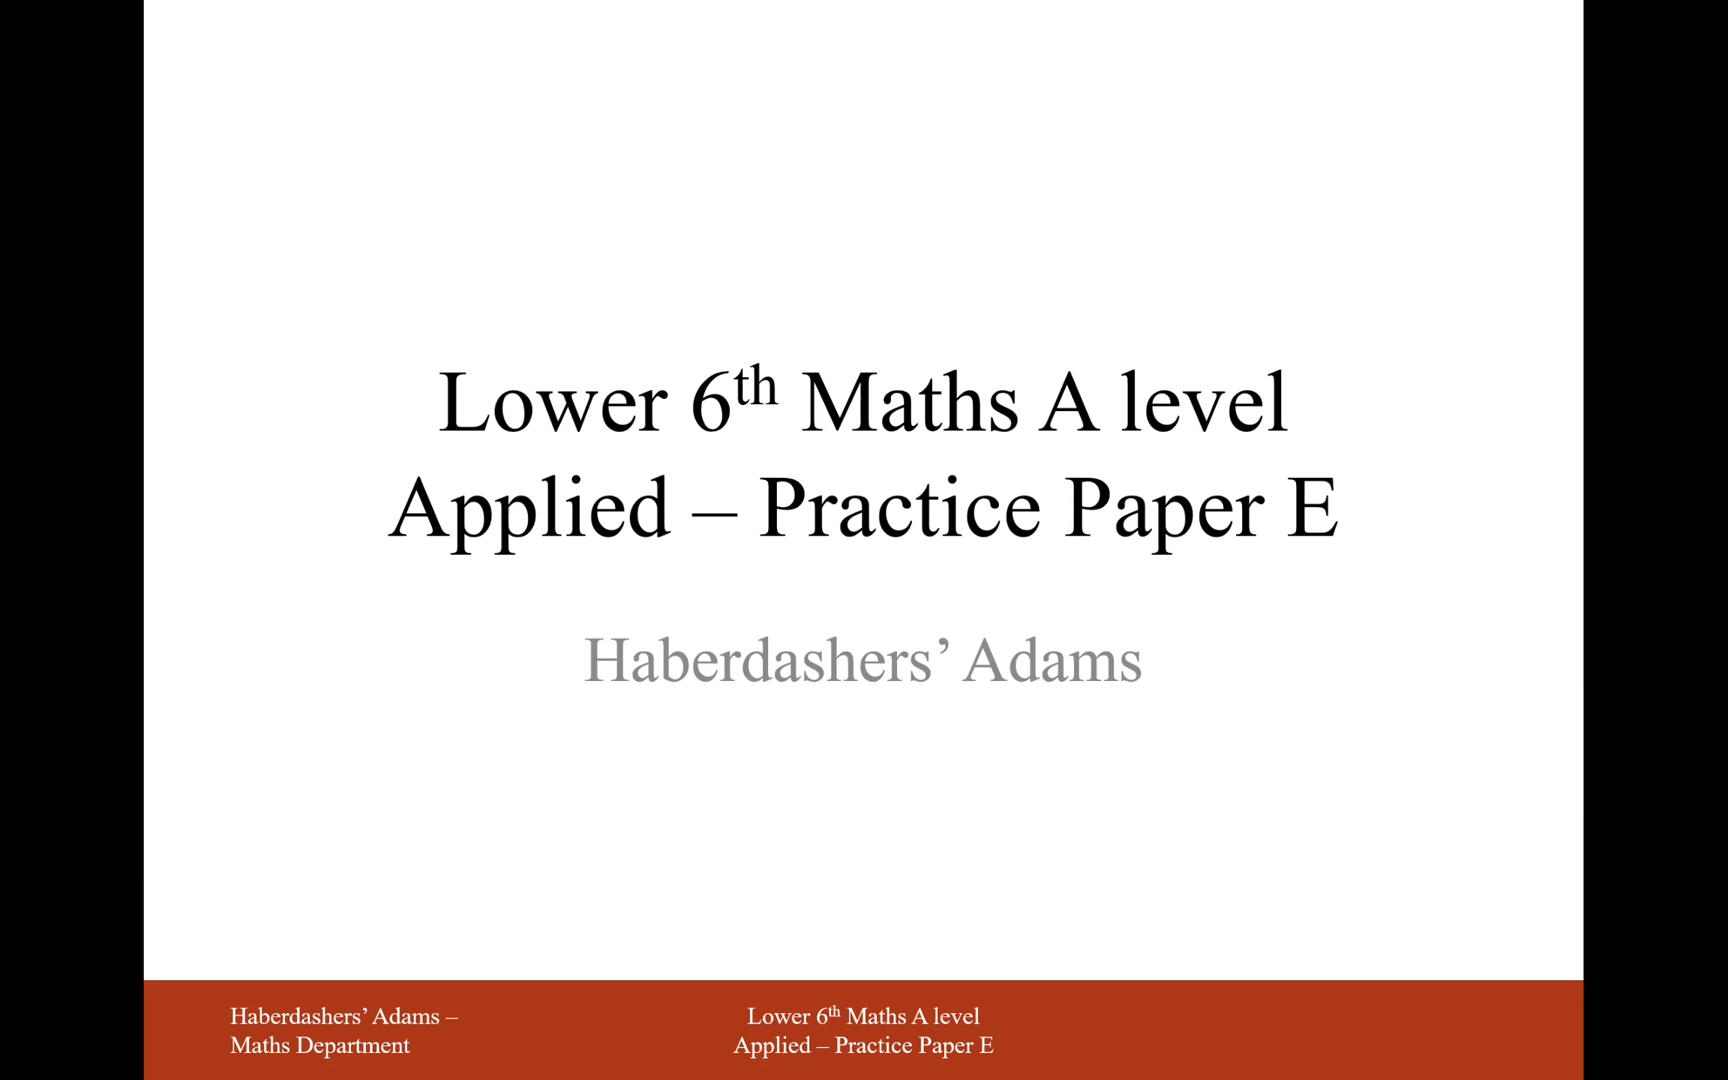 Lower 6th Maths A level
Applied – Practice Paper E
Haberdashers’ Adams
Haberdashers’ Adams –
Maths Department
Lower 6th Maths A level
Applied – Practice Paper E